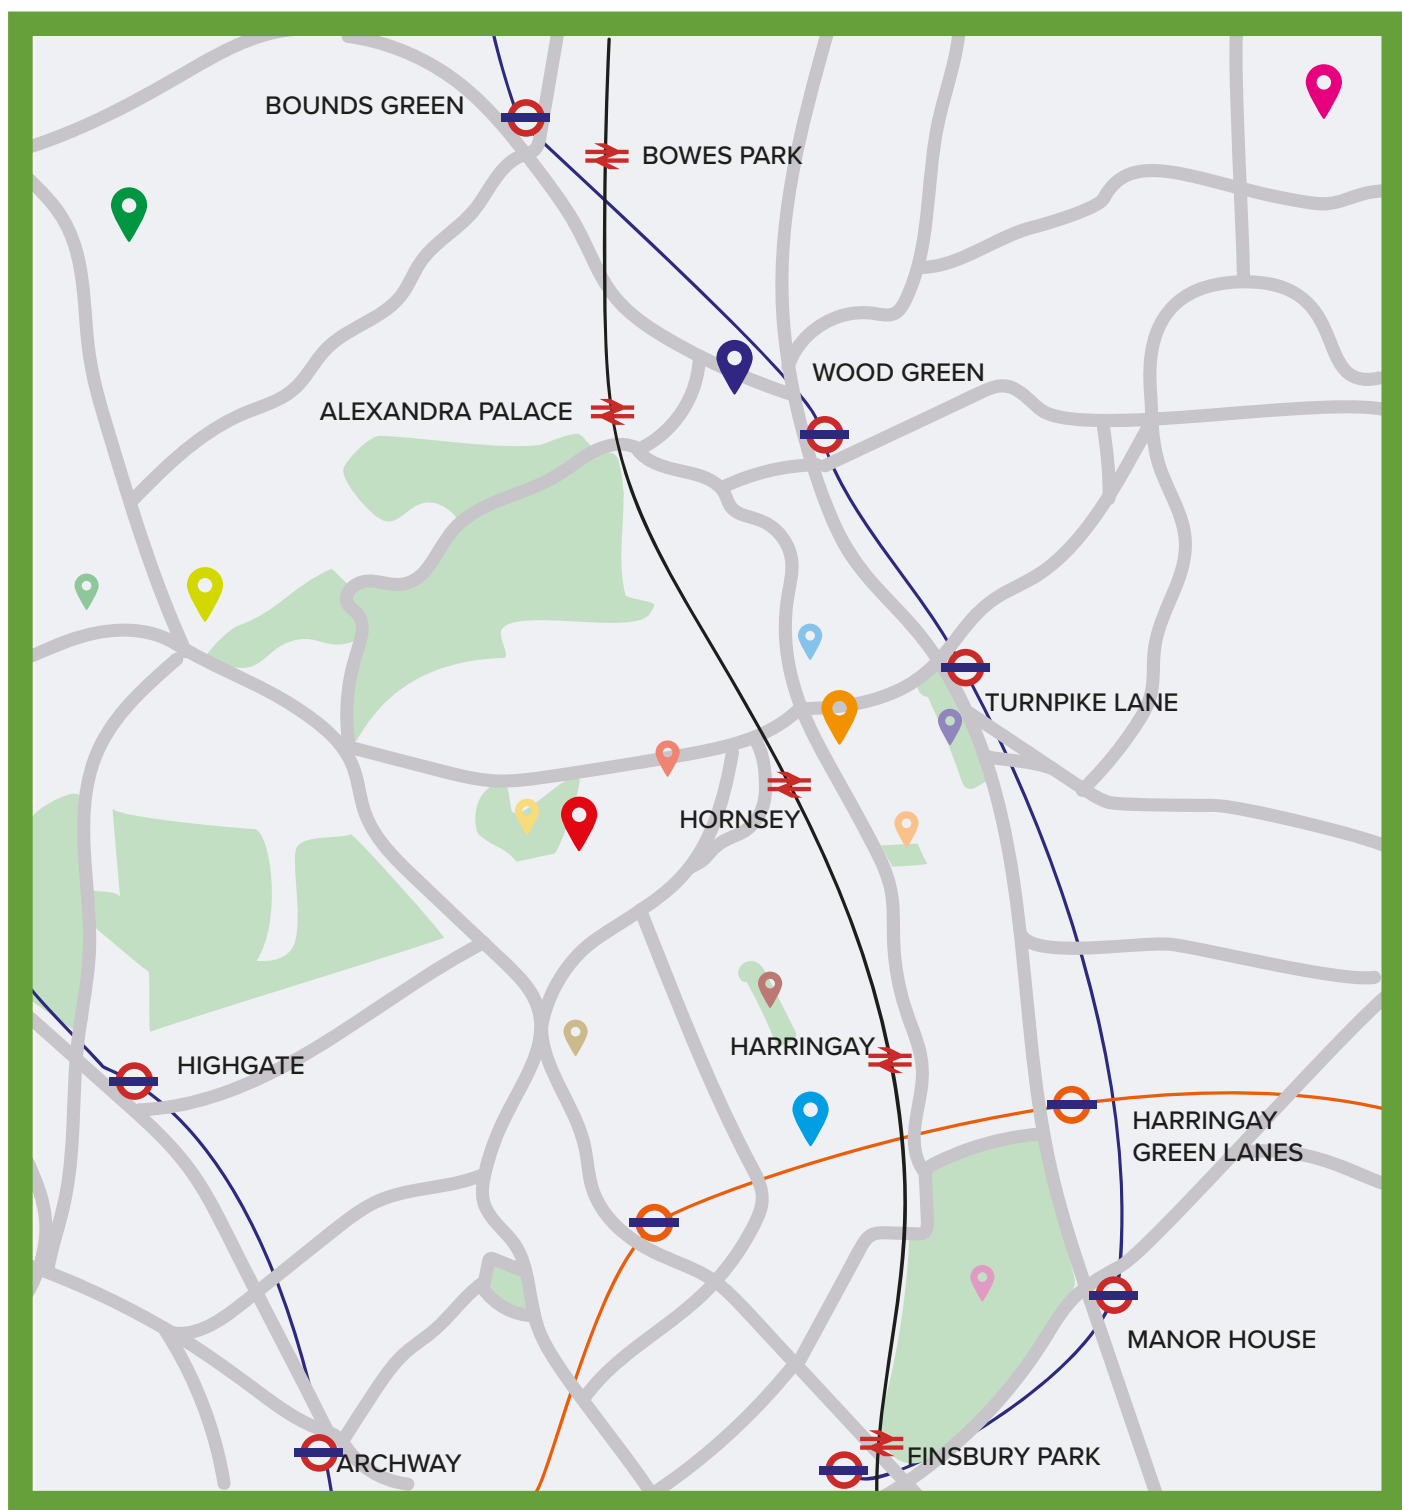 BOUNDS GREEN
BOWES PARK
WOOD GREEN
ALEXANDRA PALACE
TURNPIKE LANE
HORNSEY
HARRINGAY
HIGHGATE
HARRINGAY
GREEN LANES
MANOR HOUSE
FINSBURY PARK
ARCHWAY